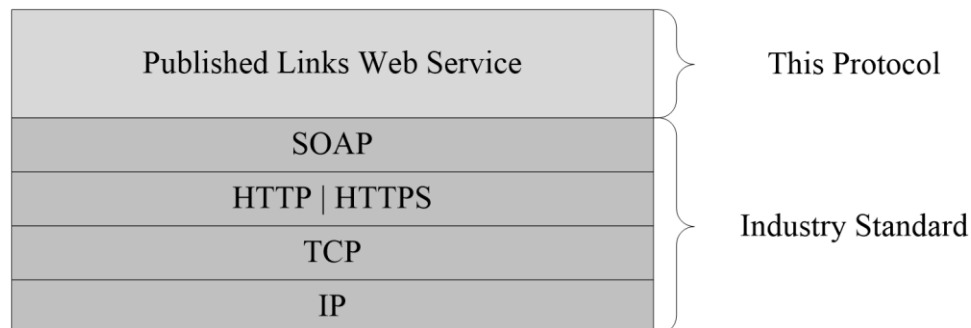 Published Links Web Service
This Protocol
SOAP
HTTP | HTTPS
TCP
IP
Industry Standard